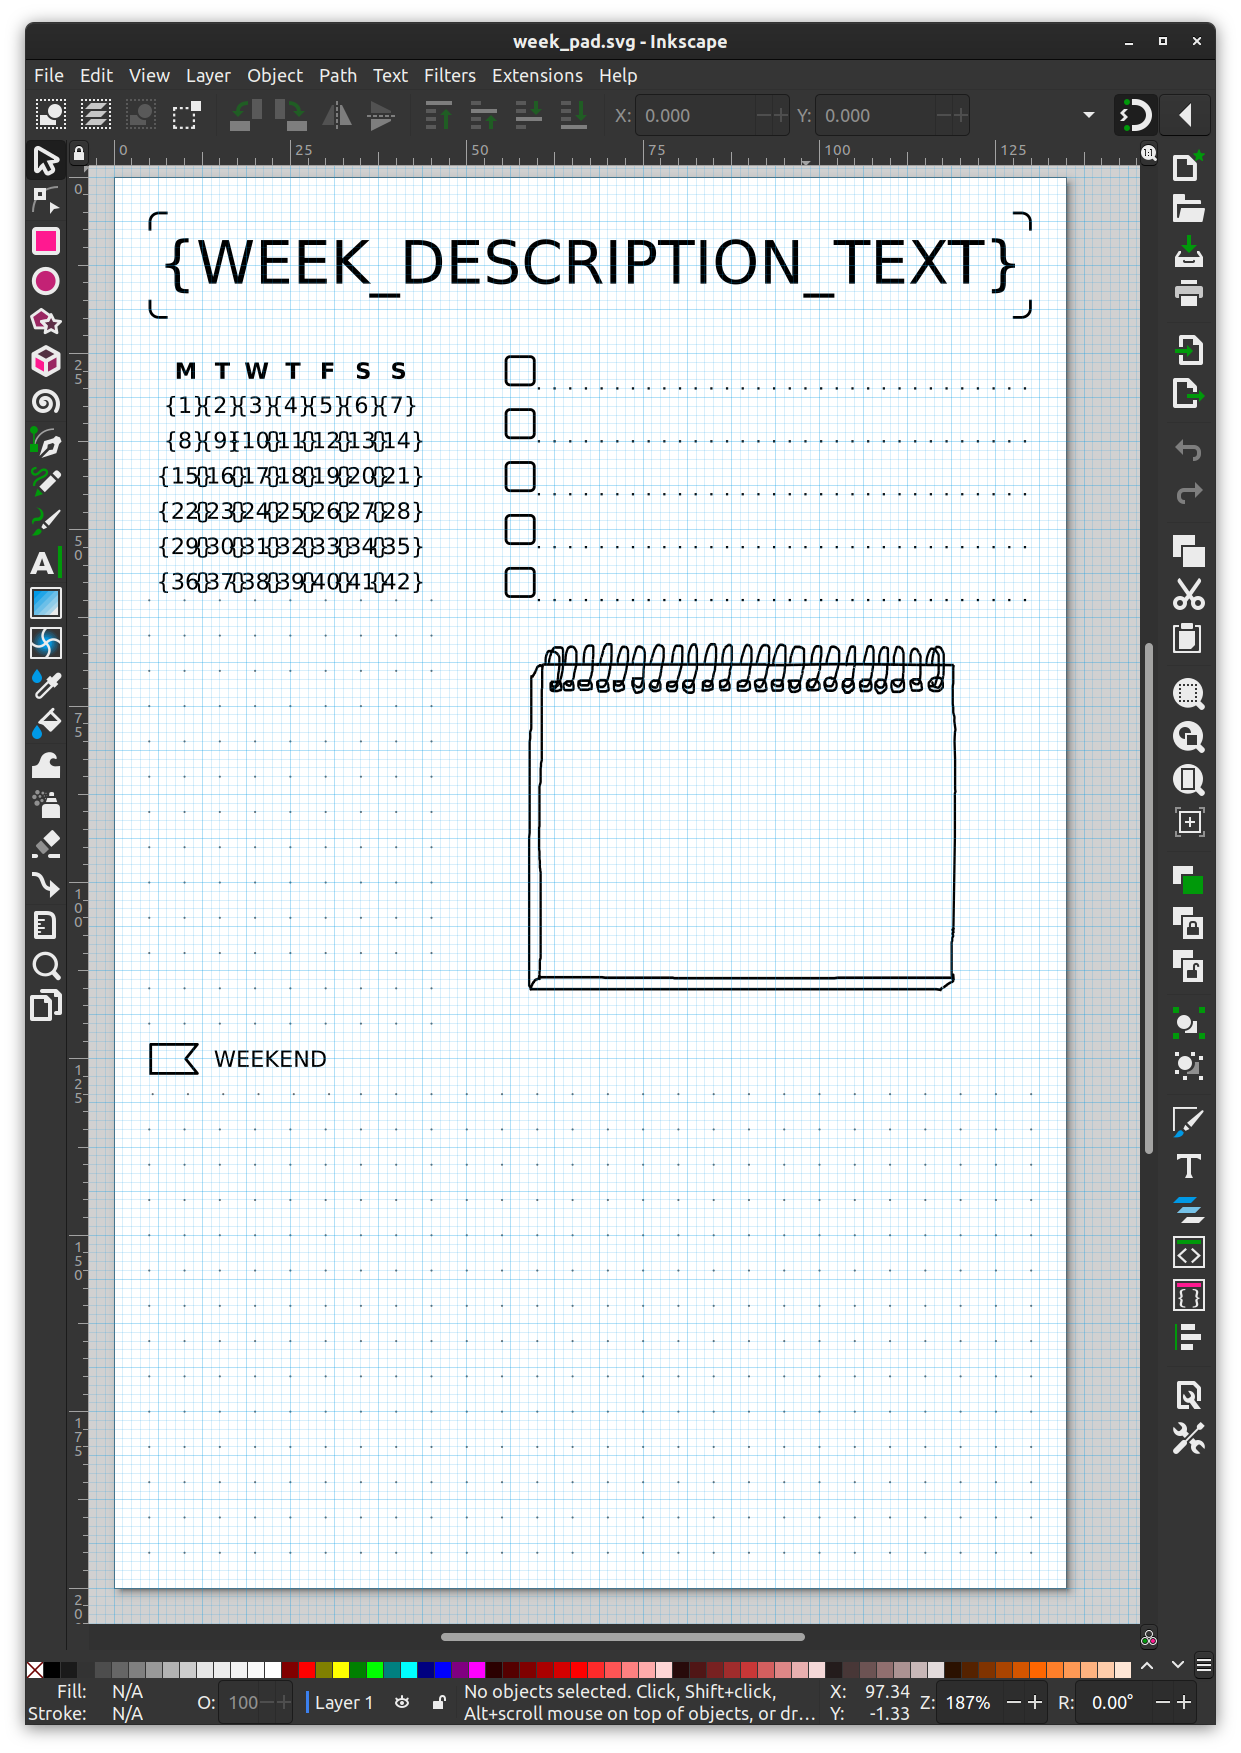 week_pad.svg - Inkscape
File Edit View Layer Object Path Text Filters Extensions Help
X: 0.000 Y: 0.000
0 25 50 75 100 125
1:1
0
25
50
75
100
125
150
175
20
{WEEK_DESCRIPTION_TEXT}
M T W T F S S
{1}{2}{3}{4}{5}{6}{7}
{8}{9}{10}{11}{12}{13}{14}
{15}{16}{17}{18}{19}{20}{21}
{22}{23}{24}{25}{26}{27}{28}
{29}{30}{31}{32}{33}{34}{35}
{36}{37}{38}{39}{40}{41}{42}
WEEKEND
Fill: N/A
Stroke: N/A
O: 100
Layer 1
No objects selected. Click, Shift+click,
Alt+scroll mouse on top of objects, or dr…
X: 97.34
Y: -1.33
Z: 187%
R: 0.00°